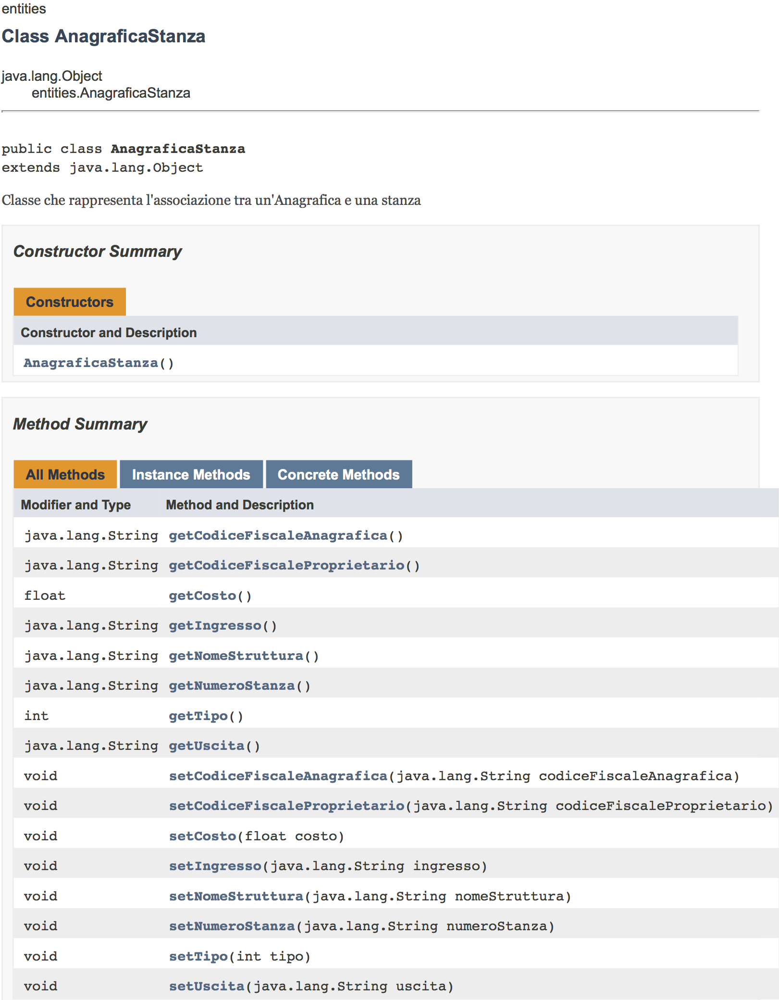 entities
Class AnagraficaStanza
java.lang.Object
entities.AnagraficaStanza
public class AnagraficaStanza
extends java.lang.Object
Classe che rappresenta l'associazione tra un'Anagrafica e una stanza
Constructor Summary
Constructors
Constructor and Description
AnagraficaStanza()
Method Summary
All Methods Instance Methods Concrete Methods
Modifier and Type Method and Description
java.lang.String getCodiceFiscaleAnagrafica()
java.lang.String getCodiceFiscaleProprietario()
float getCosto()
java.lang.String getIngresso()
java.lang.String getNomeStruttura()
java.lang.String getNumeroStanza()
int getTipo()
java.lang.String getUscita()
void setCodiceFiscaleAnagrafica(java.lang.String codiceFiscaleAnagrafica)
void setCodiceFiscaleProprietario(java.lang.String codiceFiscaleProprietario)
void setCosto(float costo)
void setIngresso(java.lang.String ingresso)
void setNomeStruttura(java.lang.String nomeStruttura)
void setNumeroStanza(java.lang.String numeroStanza)
void setTipo(int tipo)
void setUscita(java.lang.String uscita)